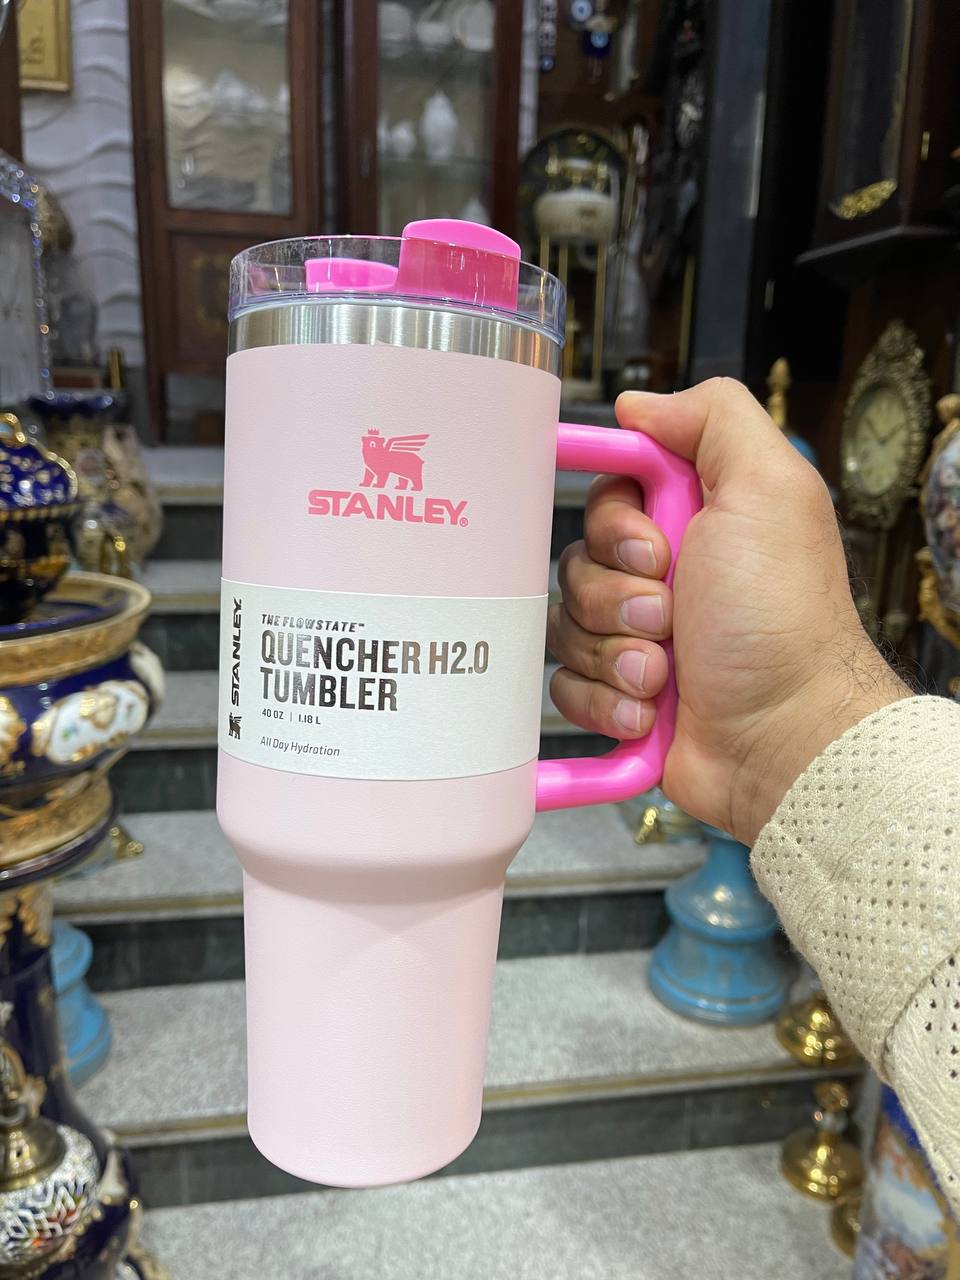 STANLEY®
STANLEY
THE FLOWSTATE™
QUENCHER H2.0
TUMBLER
40 OZ | 1.18 L
All Day Hydration